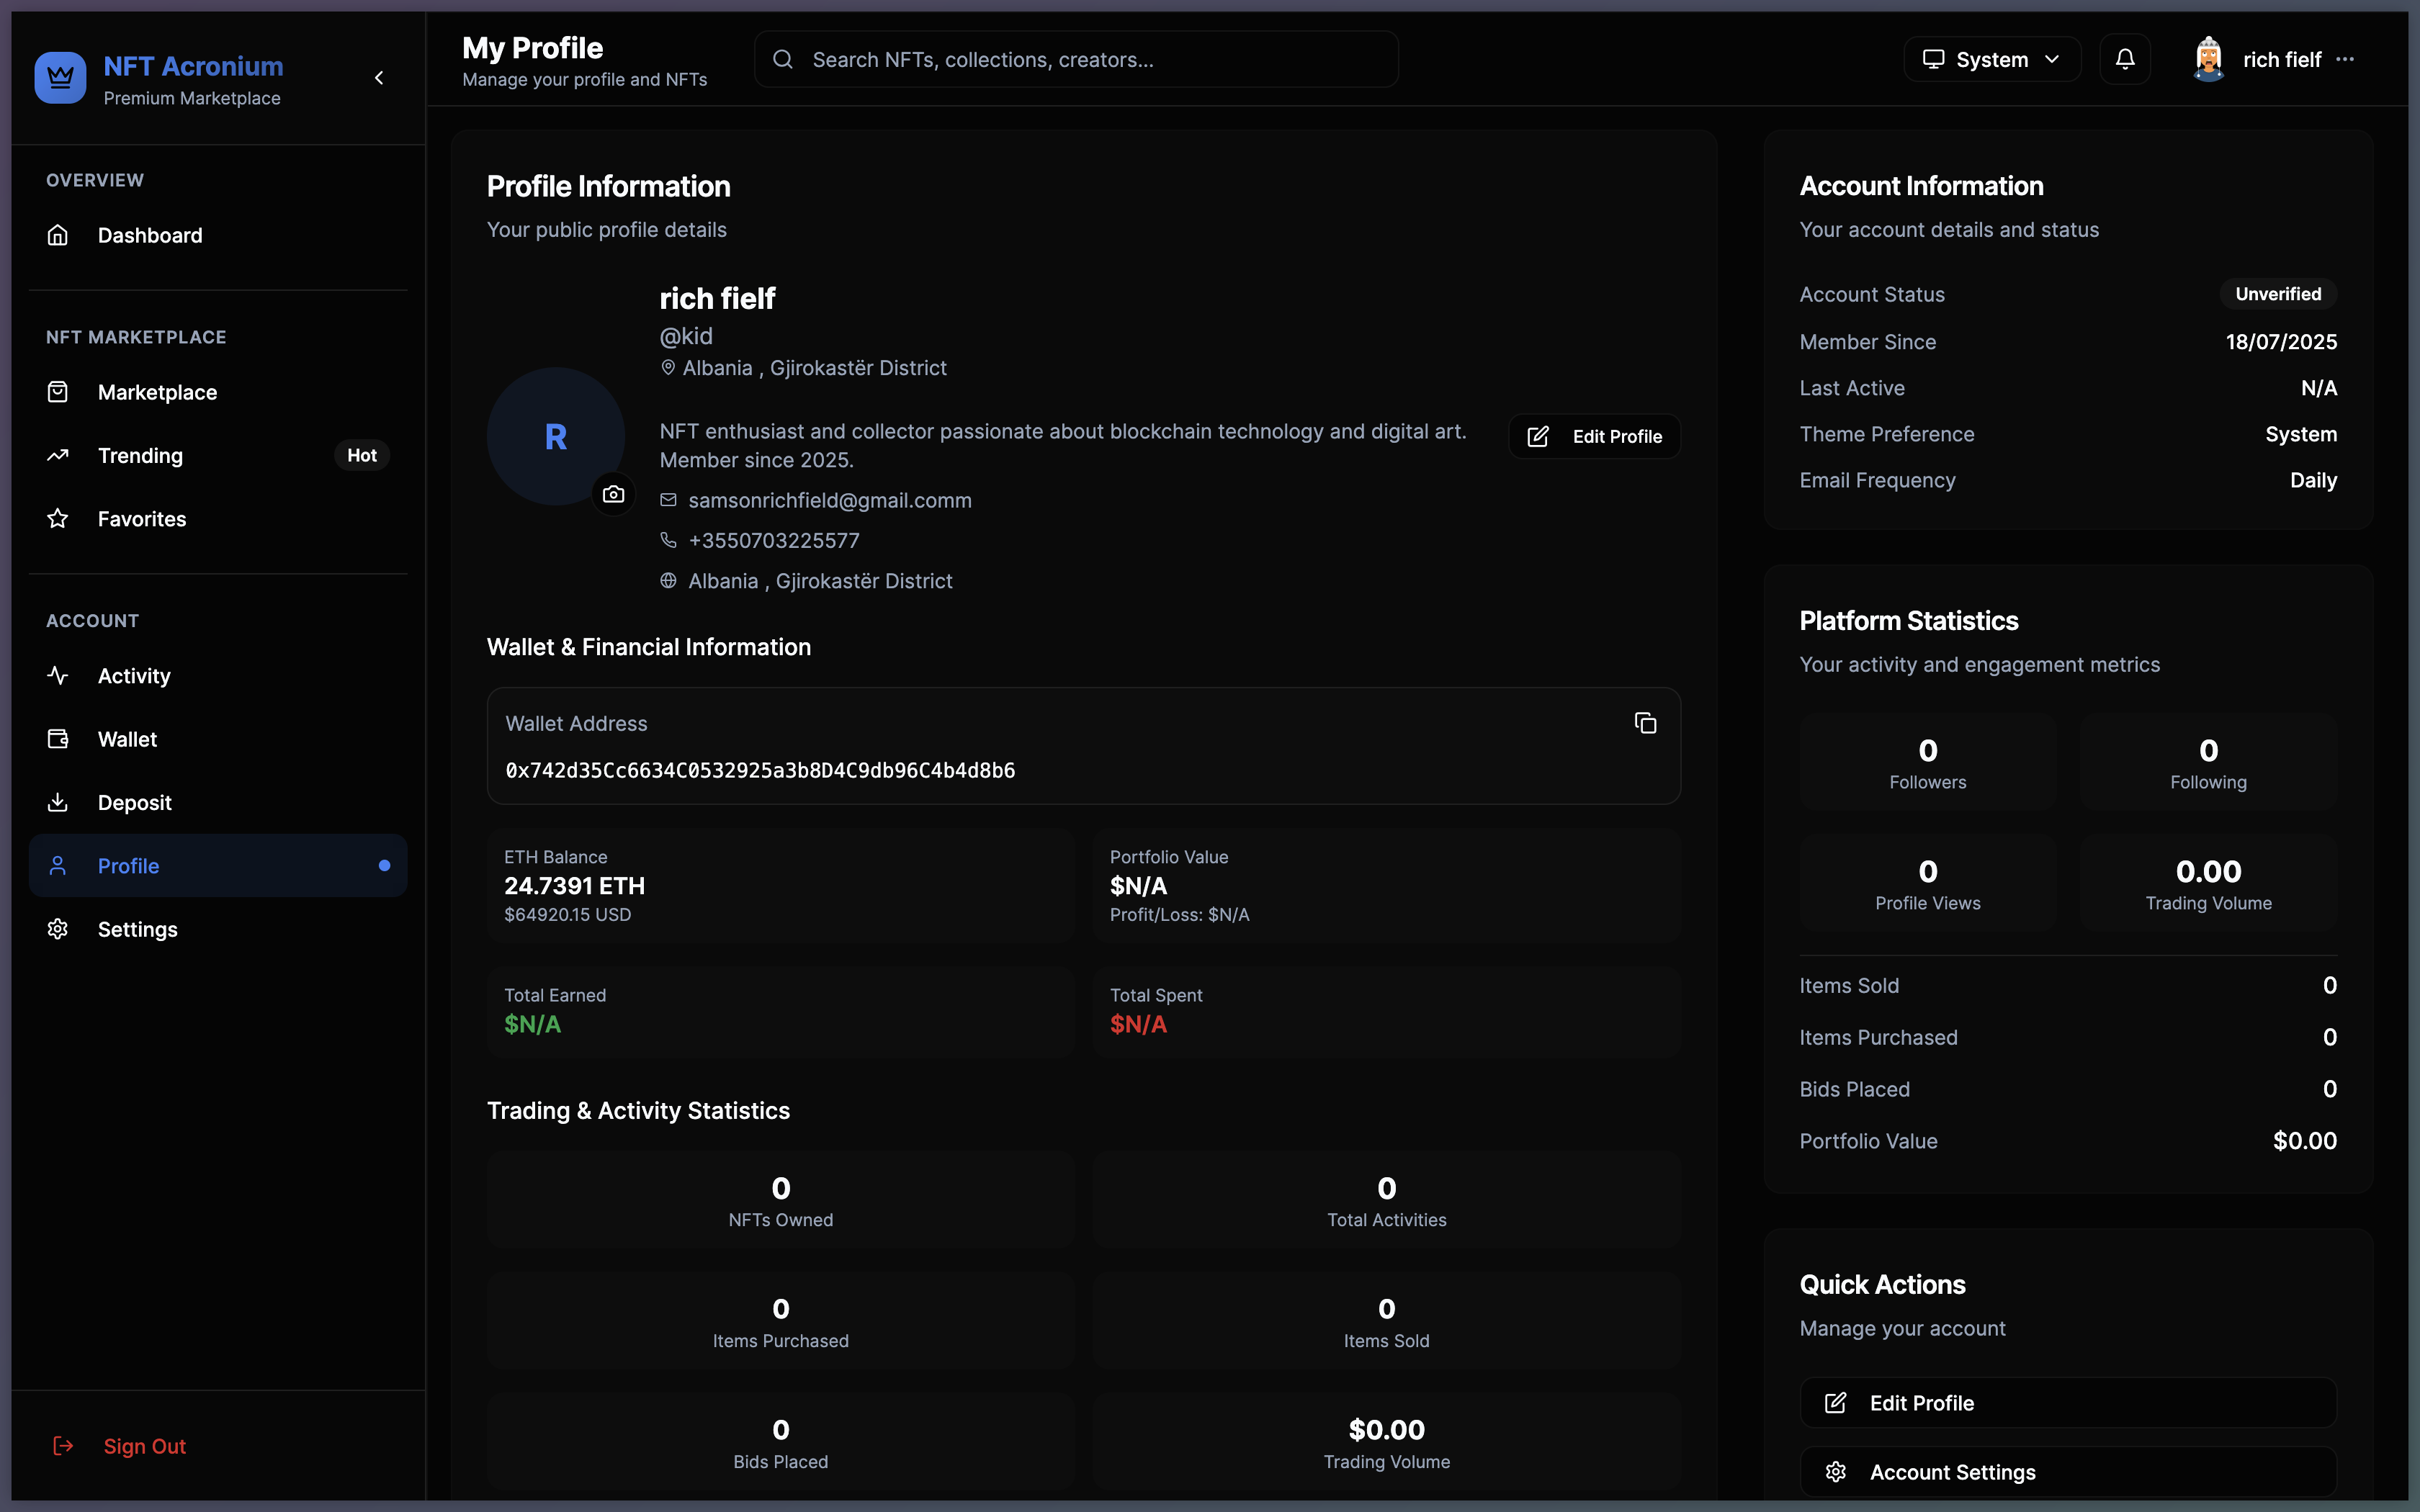 NFT Acronium
Premium Marketplace
OVERVIEW
Dashboard
NFT MARKETPLACE
Marketplace
Trending Hot
Favorites
ACCOUNT
Activity
Wallet
Deposit
Profile
Settings
Sign Out
My Profile
Manage your profile and NFTs
Search NFTs, collections, creators...
System
rich fielf
Profile Information
Your public profile details
R
rich fielf
@kid
Albania , Gjirokastër District
NFT enthusiast and collector passionate about blockchain technology and digital art.
Member since 2025.
samsonrichfield@gmail.comm
+3550703225577
Albania , Gjirokastër District
Edit Profile
Wallet & Financial Information
Wallet Address
0x742d35Cc6634C0532925a3b8D4C9db96C4b4d8b6
ETH Balance
24.7391 ETH
$64920.15 USD
Portfolio Value
$N/A
Profit/Loss: $N/A
Total Earned
$N/A
Total Spent
$N/A
Trading & Activity Statistics
0
NFTs Owned
0
Total Activities
0
Items Purchased
0
Items Sold
0
Bids Placed
$0.00
Trading Volume
Account Information
Your account details and status
Account Status Unverified
Member Since 18/07/2025
Last Active N/A
Theme Preference System
Email Frequency Daily
Platform Statistics
Your activity and engagement metrics
0
Followers
0
Following
0
Profile Views
0.00
Trading Volume
Items Sold 0
Items Purchased 0
Bids Placed 0
Portfolio Value $0.00
Quick Actions
Manage your account
Edit Profile
Account Settings